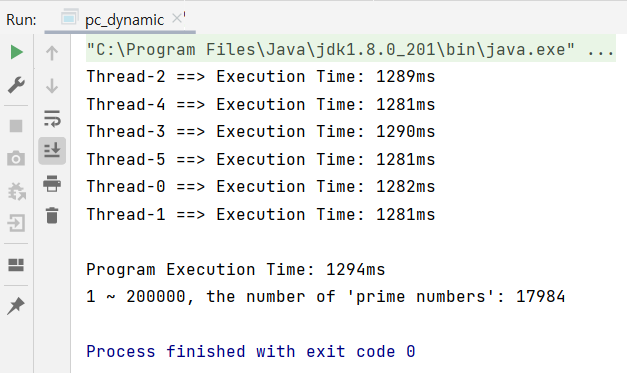 Run: pc_dynamic
"C:\Program Files\Java\jdk1.8.0_201\bin\java.exe" ...
Thread-2 ==> Execution Time: 1289ms
Thread-4 ==> Execution Time: 1281ms
Thread-3 ==> Execution Time: 1290ms
Thread-5 ==> Execution Time: 1281ms
Thread-0 ==> Execution Time: 1282ms
Thread-1 ==> Execution Time: 1281ms
Program Execution Time: 1294ms
1 ~ 200000, the number of 'prime numbers': 17984
Process finished with exit code 0